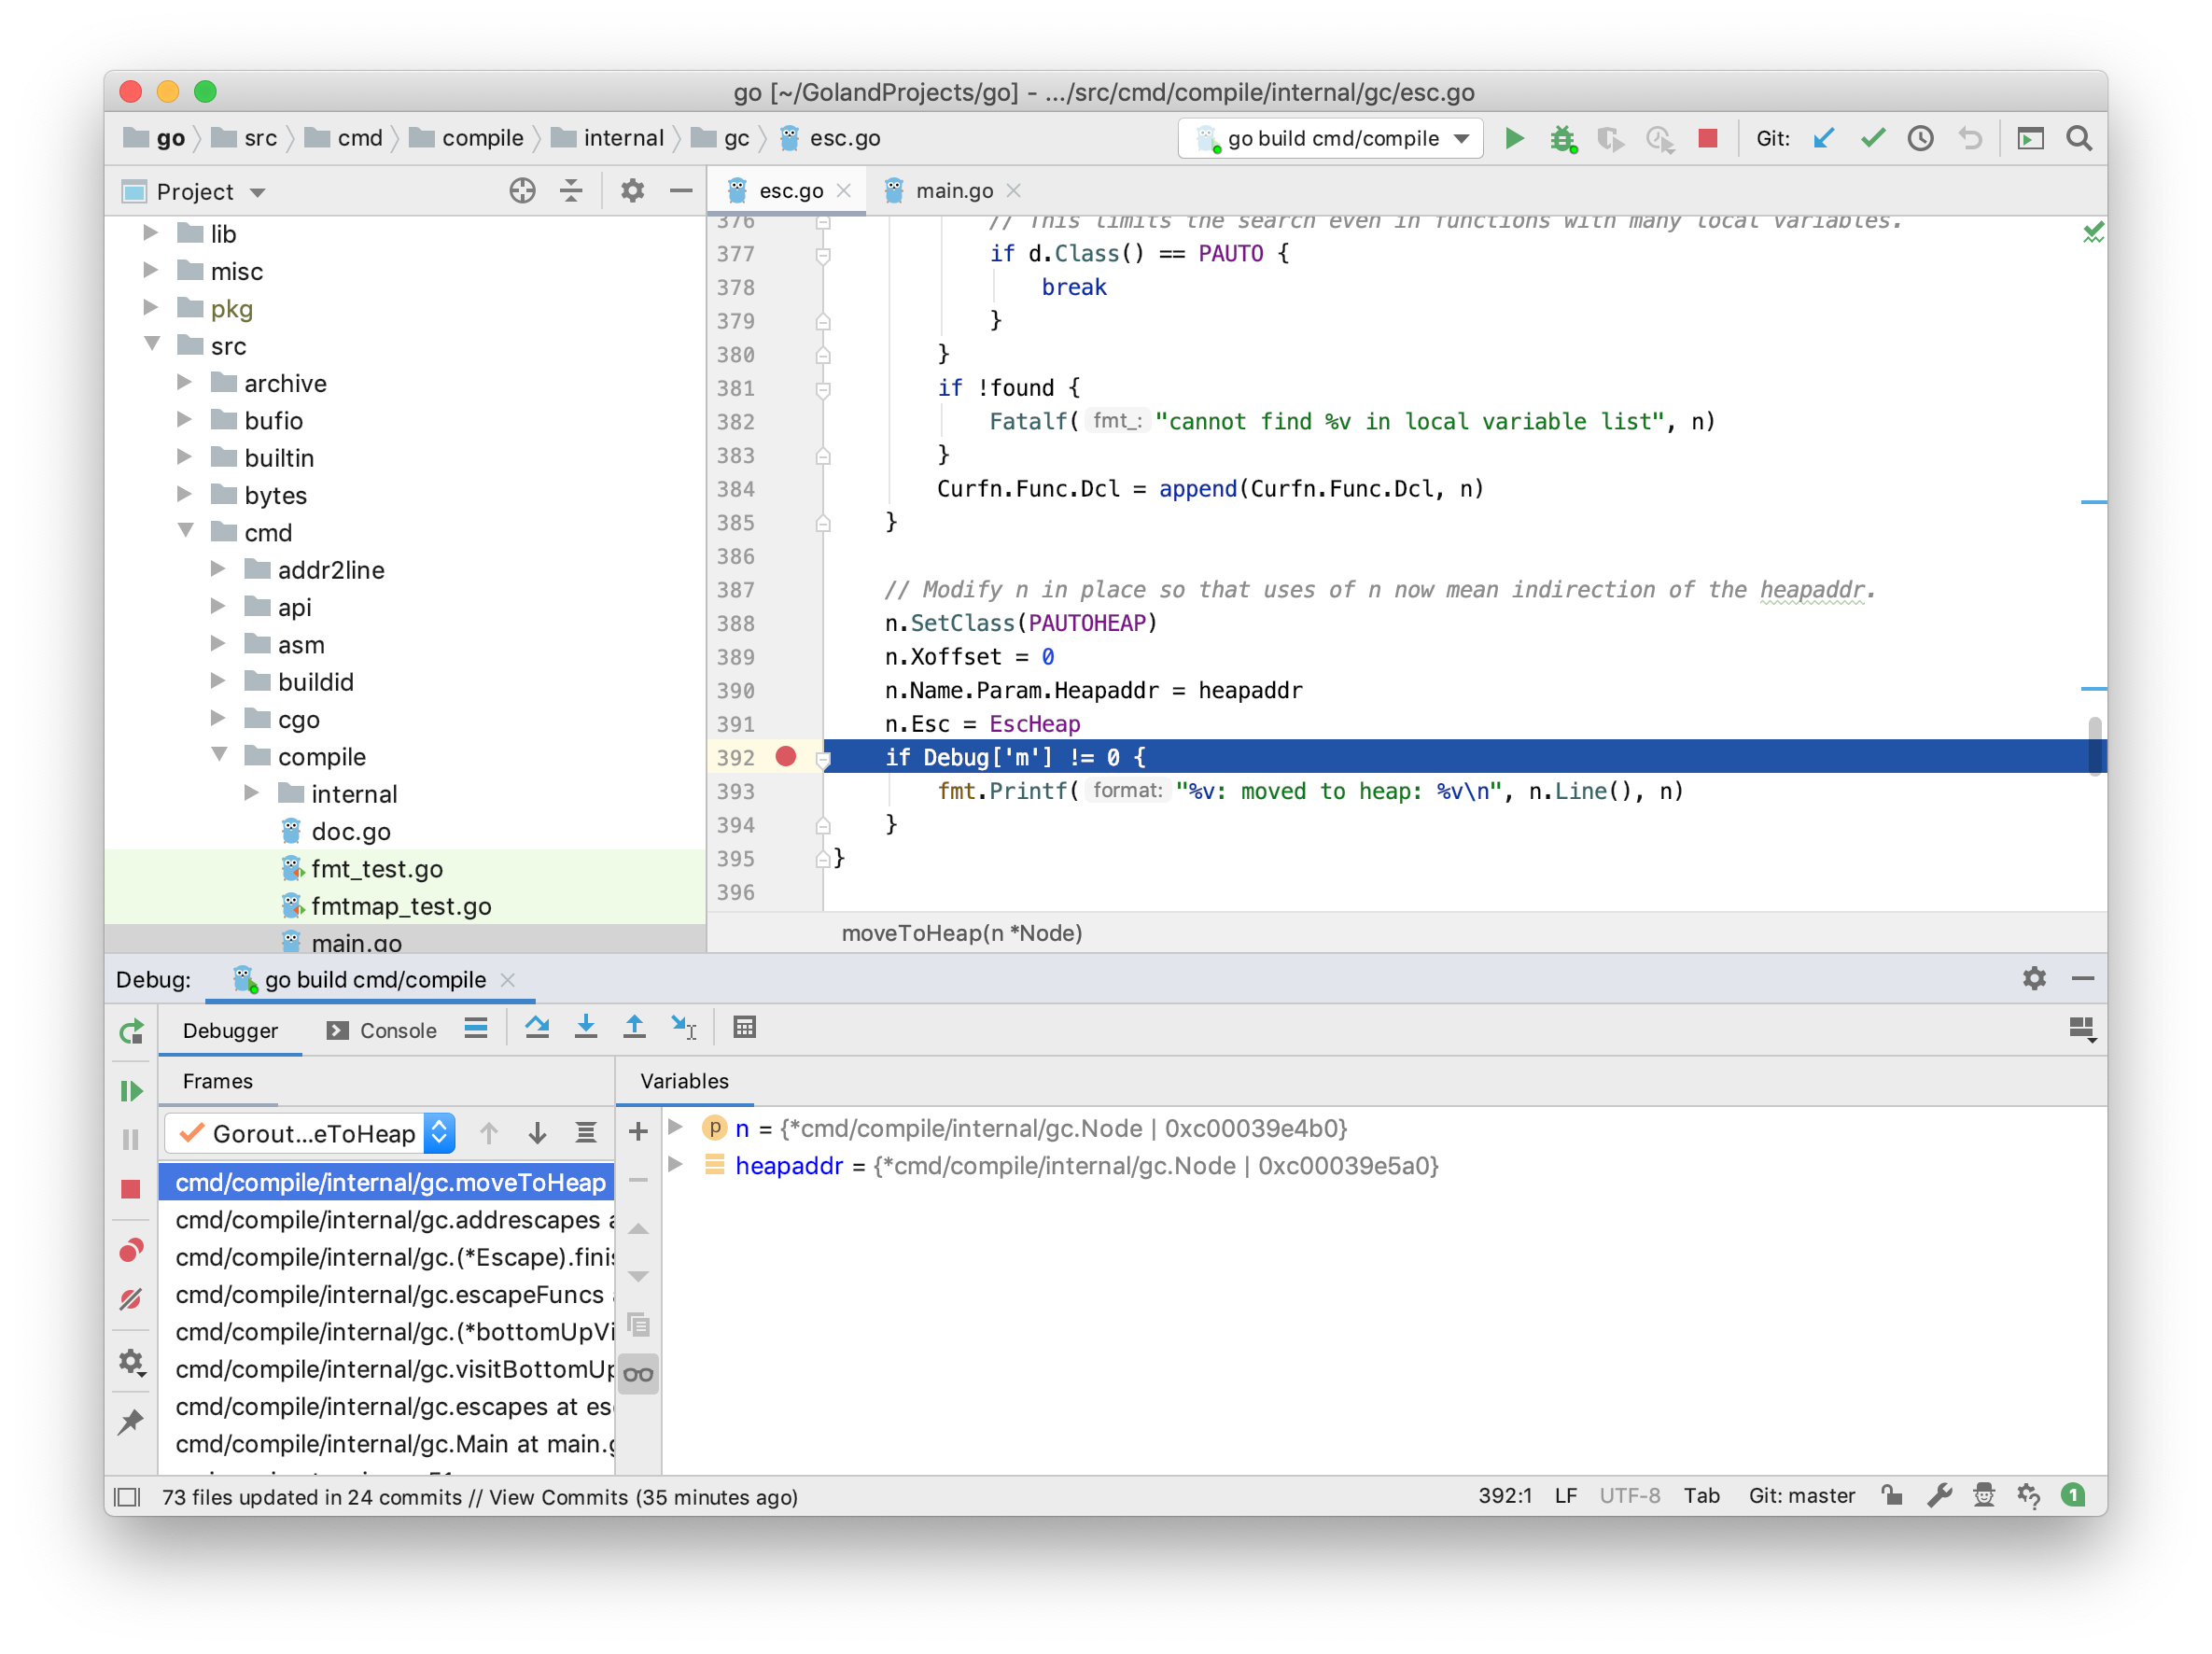 go [~/GolandProjects/go] - .../src/cmd/compile/internal/gc/esc.go
go src cmd compile internal gc esc.go
go build cmd/compile
Git:
Project
esc.go
main.go
lib
misc
pkg
src
archive
bufio
builtin
bytes
cmd
addr2line
api
asm
buildid
cgo
compile
internal
doc.go
fmt_test.go
fmtmap_test.go
main.go
376 // This limits the search even in functions with many local variables.
377 if d.Class() == PAUTO {
378 break
379 }
380 }
381 if !found {
382 Fatalf( fmt_: "cannot find %v in local variable list", n)
383 }
384 Curfn.Func.Dcl = append(Curfn.Func.Dcl, n)
385 }
386
387 // Modify n in place so that uses of n now mean indirection of the heapaddr.
388 n.SetClass(PAUTOHEAP)
389 n.Xoffset = 0
390 n.Name.Param.Heapaddr = heapaddr
391 n.Esc = EscHeap
392 if Debug['m'] != 0 {
393 fmt.Printf( format: "%v: moved to heap: %v\n", n.Line(), n)
394 }
395 }
396
moveToHeap(n *Node)
Debug: go build cmd/compile
Debugger Console
Frames
Gorout...eToHeap
cmd/compile/internal/gc.moveToHeap
cmd/compile/internal/gc.addrescapes a
cmd/compile/internal/gc.(*Escape).finis
cmd/compile/internal/gc.escapeFuncs
cmd/compile/internal/gc.(*bottomUpVi
cmd/compile/internal/gc.visitBottomUp
cmd/compile/internal/gc.escapes at es
cmd/compile/internal/gc.Main at main.g
Variables
p n = {*cmd/compile/internal/gc.Node | 0xc00039e4b0}
heapaddr = {*cmd/compile/internal/gc.Node | 0xc00039e5a0}
73 files updated in 24 commits // View Commits (35 minutes ago)
392:1 LF UTF-8 Tab Git: master 1